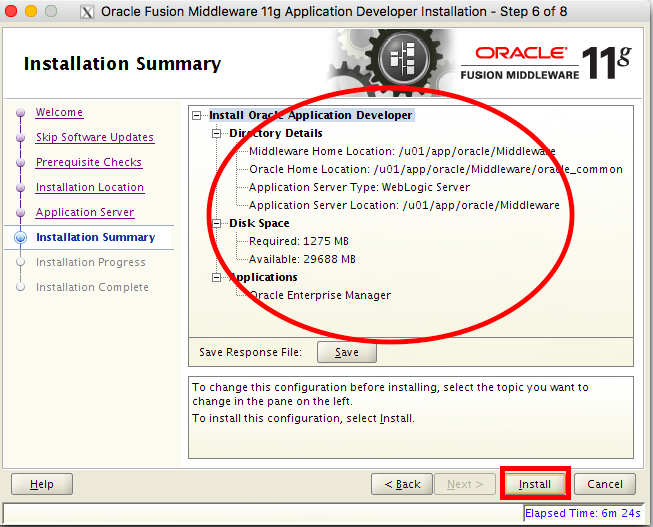 Oracle Fusion Middleware 11g Application Developer Installation - Step 6 of 8
Installation Summary
ORACLE
FUSION MIDDLEWARE 11g
Welcome
Skip Software Updates
Prerequisite Checks
Installation Location
Application Server
Installation Summary
Installation Progress
Installation Complete
Install Oracle Application Developer
Directory Details
Middleware Home Location: /u01/app/oracle/Middleware
Oracle Home Location: /u01/app/oracle/Middleware/oracle_common
Application Server Type: WebLogic Server
Application Server Location: /u01/app/oracle/Middleware
Disk Space
Required: 1275 MB
Available: 29688 MB
Applications
Oracle Enterprise Manager
Save Response File: Save
To change this configuration before installing, select the topic you want to
change in the pane on the left.
To install this configuration, select Install.
Help < Back Next > Install Cancel
Elapsed Time: 6m 24s